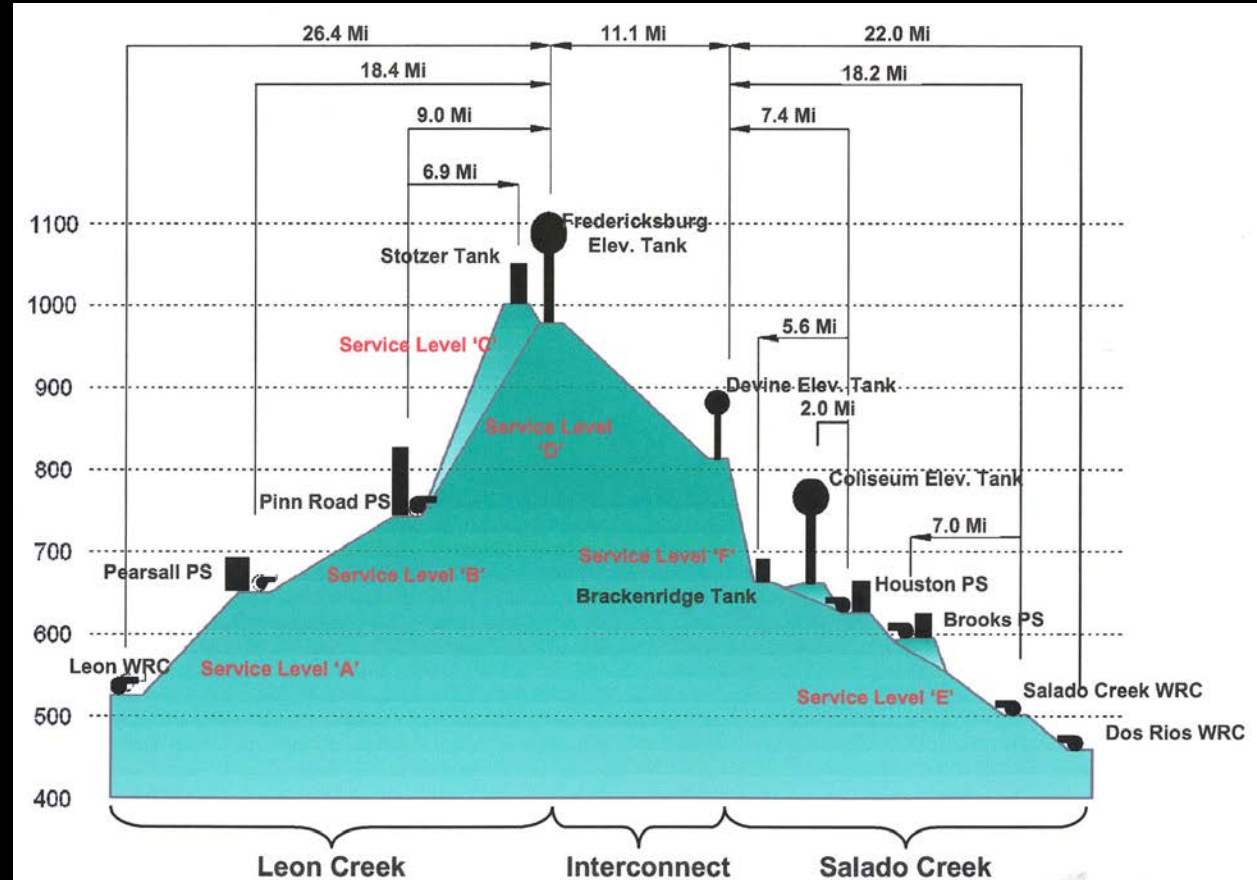 26.4 Mi 11.1 Mi 22.0 Mi
18.4 Mi 18.2 Mi
9.0 Mi 7.4 Mi
6.9 Mi
1100
Fredericksburg
Elev. Tank
Stotzer Tank
1000
5.6 Mi
Service Level 'C'
900
Devine Elev. Tank
2.0 Mi
Service Level
'D'
800
Coliseum Elev. Tank
Pinn Road PS
7.0 Mi
700
Service Level 'F'
Pearsall PS
Service Level 'B'
Houston PS
Brackenridge Tank
Brooks PS
600
Leon WRC
Service Level 'A'
Salado Creek WRC
Service Level 'E'
500
Dos Rios WRC
400
Leon Creek Interconnect Salado Creek